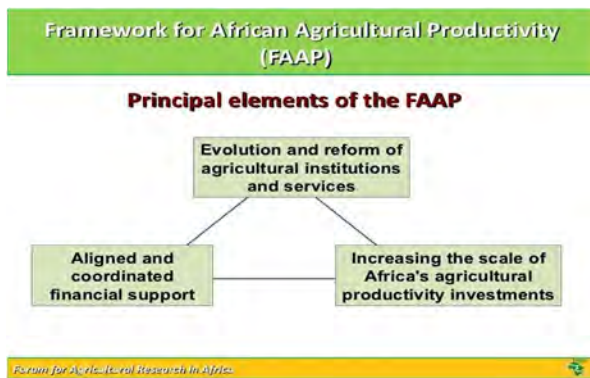 Framework for African Agricultural Productivity
(FAAP)
Principal elements of the FAAP
Evolution and reform of
agricultural institutions
and services
Aligned and
coordinated
financial support
Increasing the scale of
Africa's agricultural
productivity investments
Forum for Agricultural Research in Africa